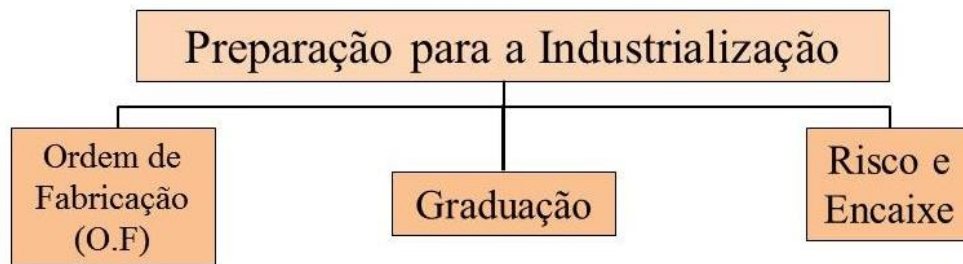 Preparação para a Industrialização
Ordem de
Fabricação
(O.F)
Graduação
Risco e
Encaixe